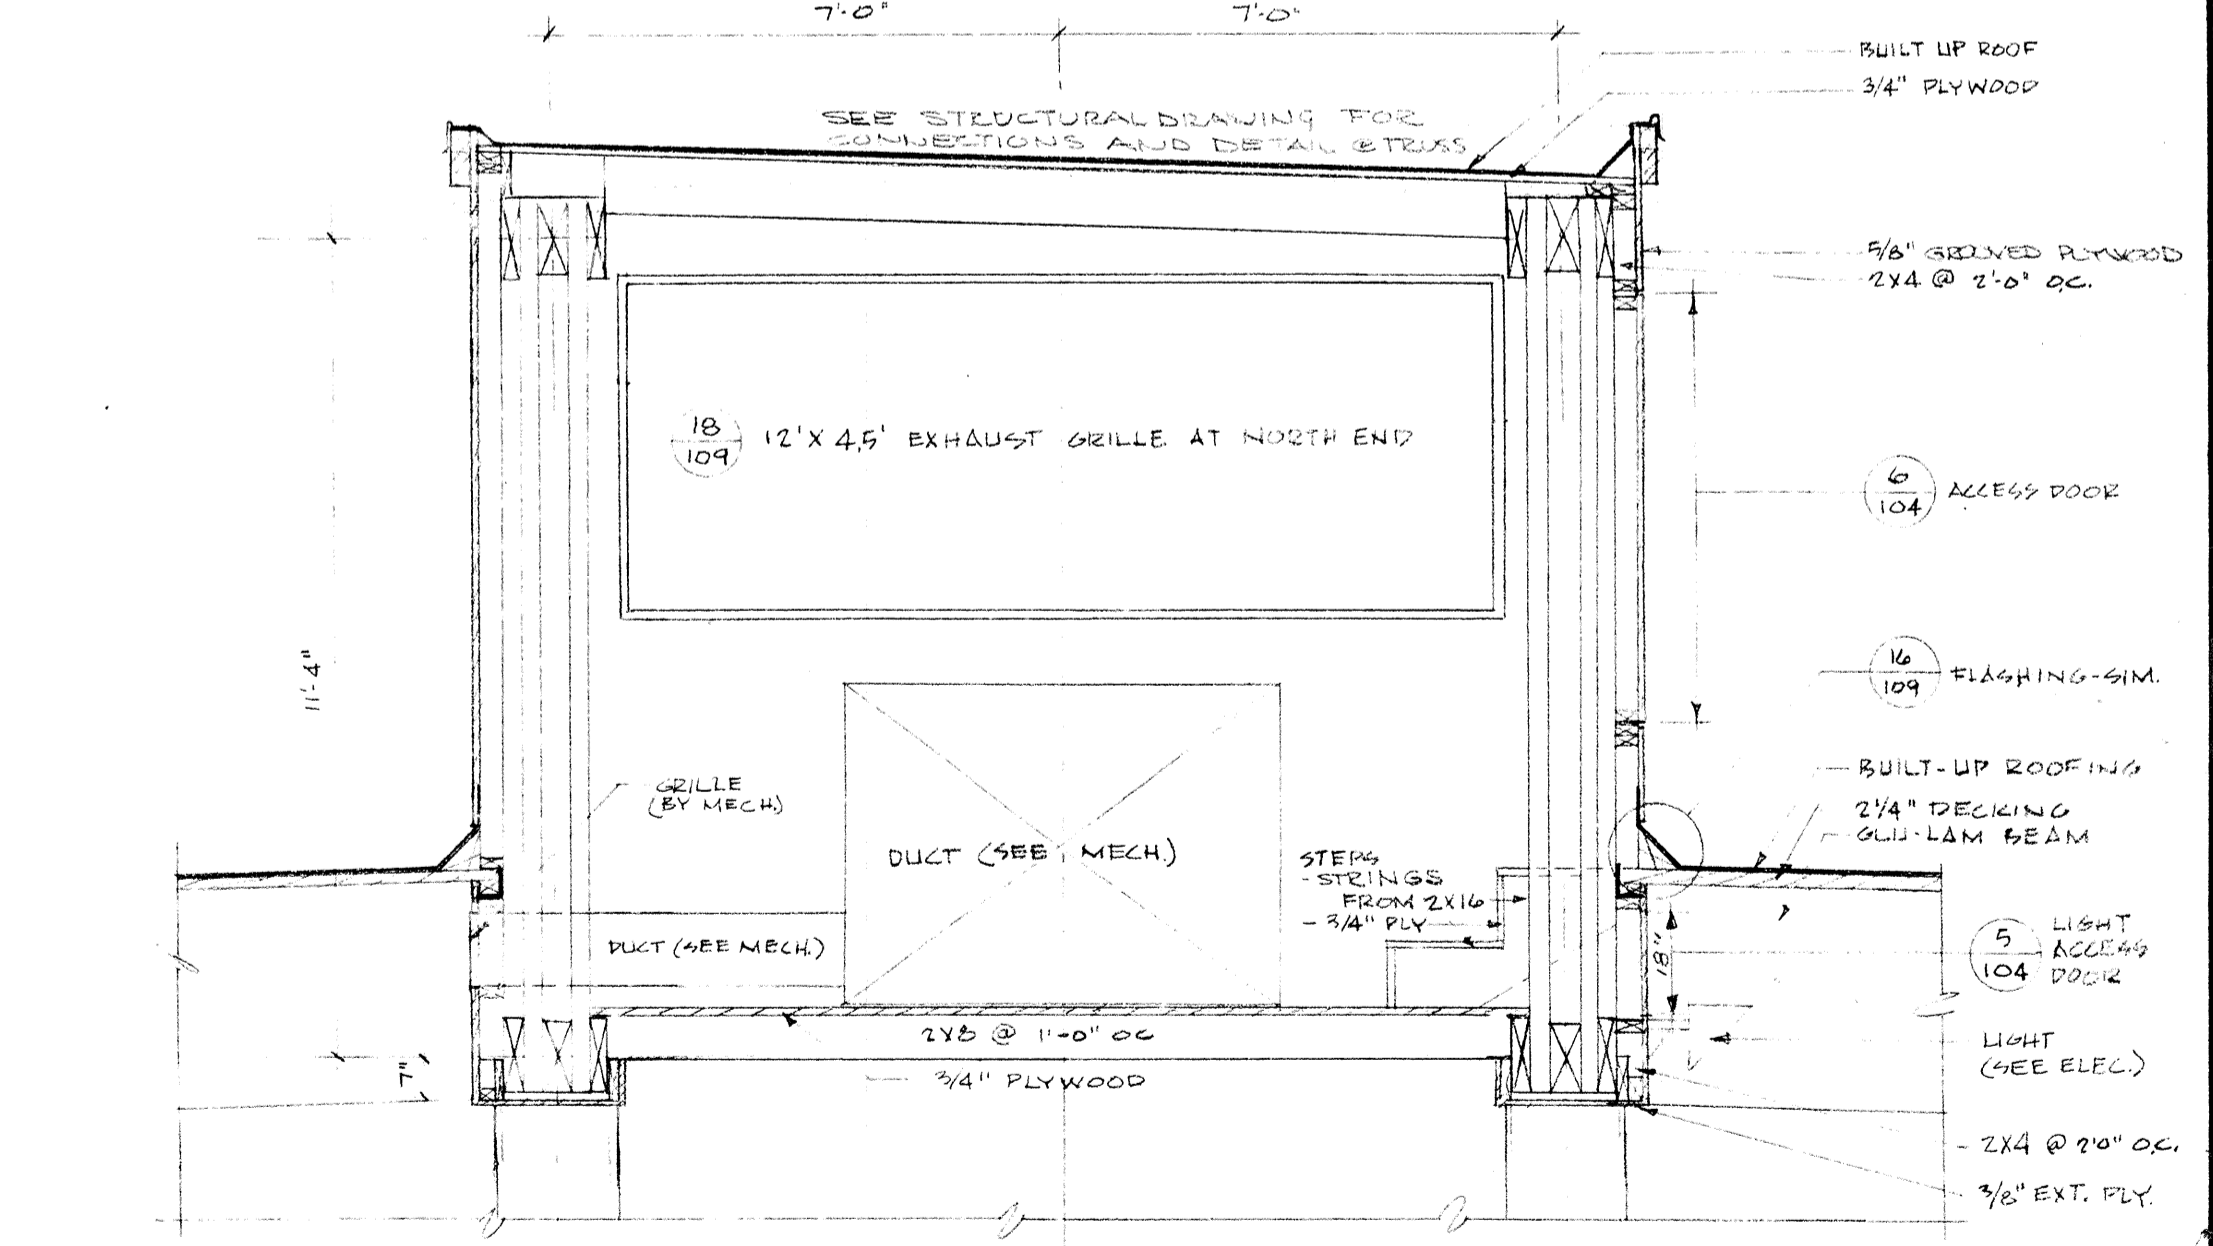 7'-0" 7'-0"
BUILT UP ROOF
3/4" PLYWOOD
SEE STRUCTURAL DRAWING FOR
CONNECTIONS AND DETAIL @ TRUSS
5/8" GROOVED PLYWOOD
2X4 @ 2'-0" O.C.
18
109
12' X 4.5' EXHAUST GRILLE AT NORTH END
6
104
ACCESS DOOR
11'-4"
16
109
FLASHING-SIM.
GRILLE
(BY MECH.)
BUILT-UP ROOFING
2 1/4" DECKING
GLU-LAM BEAM
DUCT (SEE MECH.)
STEPS
-STRINGS
FROM 2X16
- 3/4" PLY
DUCT (SEE MECH.)
18"
5
104
LIGHT
ACCESS
DOOR
2X8 @ 1'-0" OC
LIGHT
(SEE ELEC.)
7"
3/4" PLYWOOD
2X4 @ 2'0" O.C.
3/8" EXT. PLY.